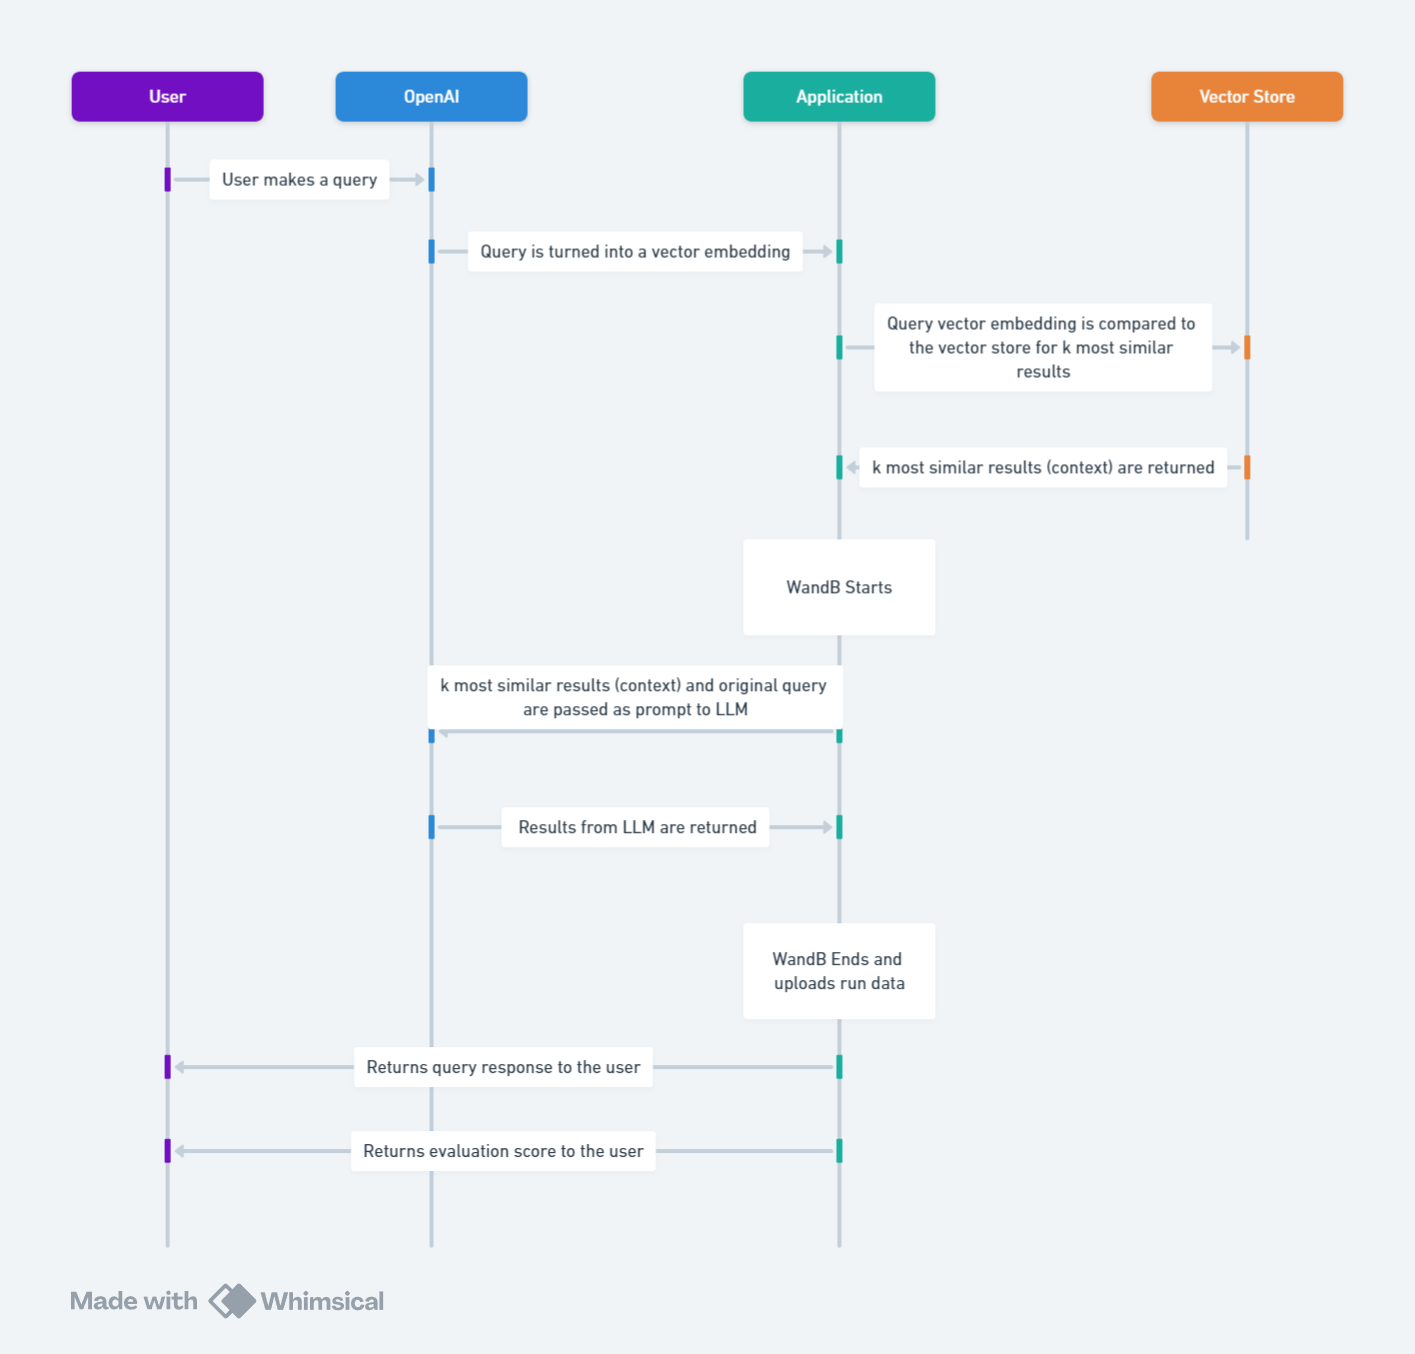 User
OpenAI
Application
Vector Store
User makes a query
Query is turned into a vector embedding
Query vector embedding is compared to
the vector store for k most similar
results
k most similar results (context) are returned
WandB Starts
k most similar results (context) and original query
are passed as prompt to LLM
Results from LLM are returned
WandB Ends and
uploads run data
Returns query response to the user
Returns evaluation score to the user
Made with Whimsical